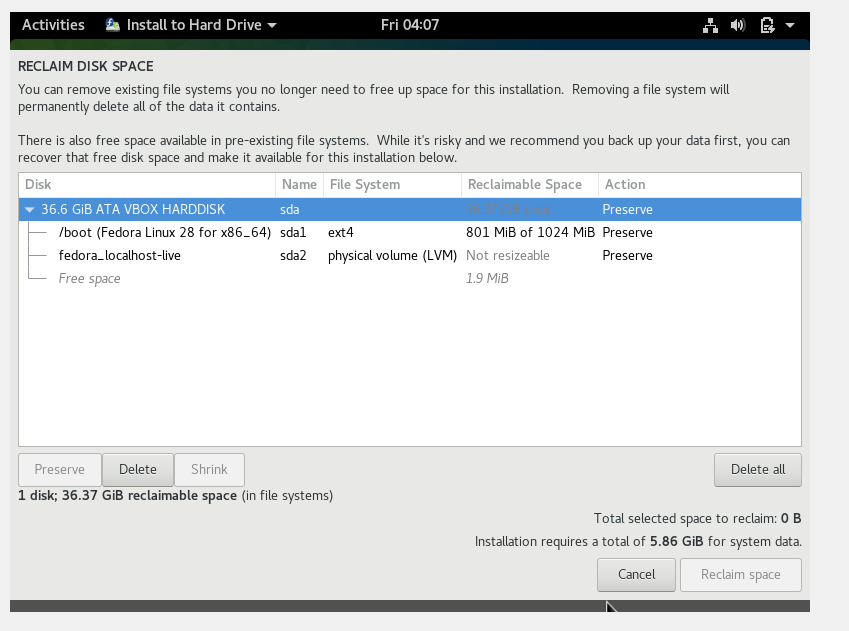 Activities Install to Hard Drive Fri 04:07
RECLAIM DISK SPACE
You can remove existing file systems you no longer need to free up space for this installation. Removing a file system will
permanently delete all of the data it contains.
There is also free space available in pre-existing file systems. While it's risky and we recommend you back up your data first, you can
recover that free disk space and make it available for this installation below.
Disk Name File System Reclaimable Space Action
36.6 GiB ATA VBOX HARDDISK sda Preserve
/boot (Fedora Linux 28 for x86_64) sda1 ext4 801 MiB of 1024 MiB Preserve
fedora_localhost-live sda2 physical volume (LVM) Not resizeable Preserve
Free space 1.9 MiB
Preserve Delete Shrink Delete all
1 disk; 36.37 GiB reclaimable space (in file systems)
Total selected space to reclaim: 0 B
Installation requires a total of 5.86 GiB for system data.
Cancel Reclaim space